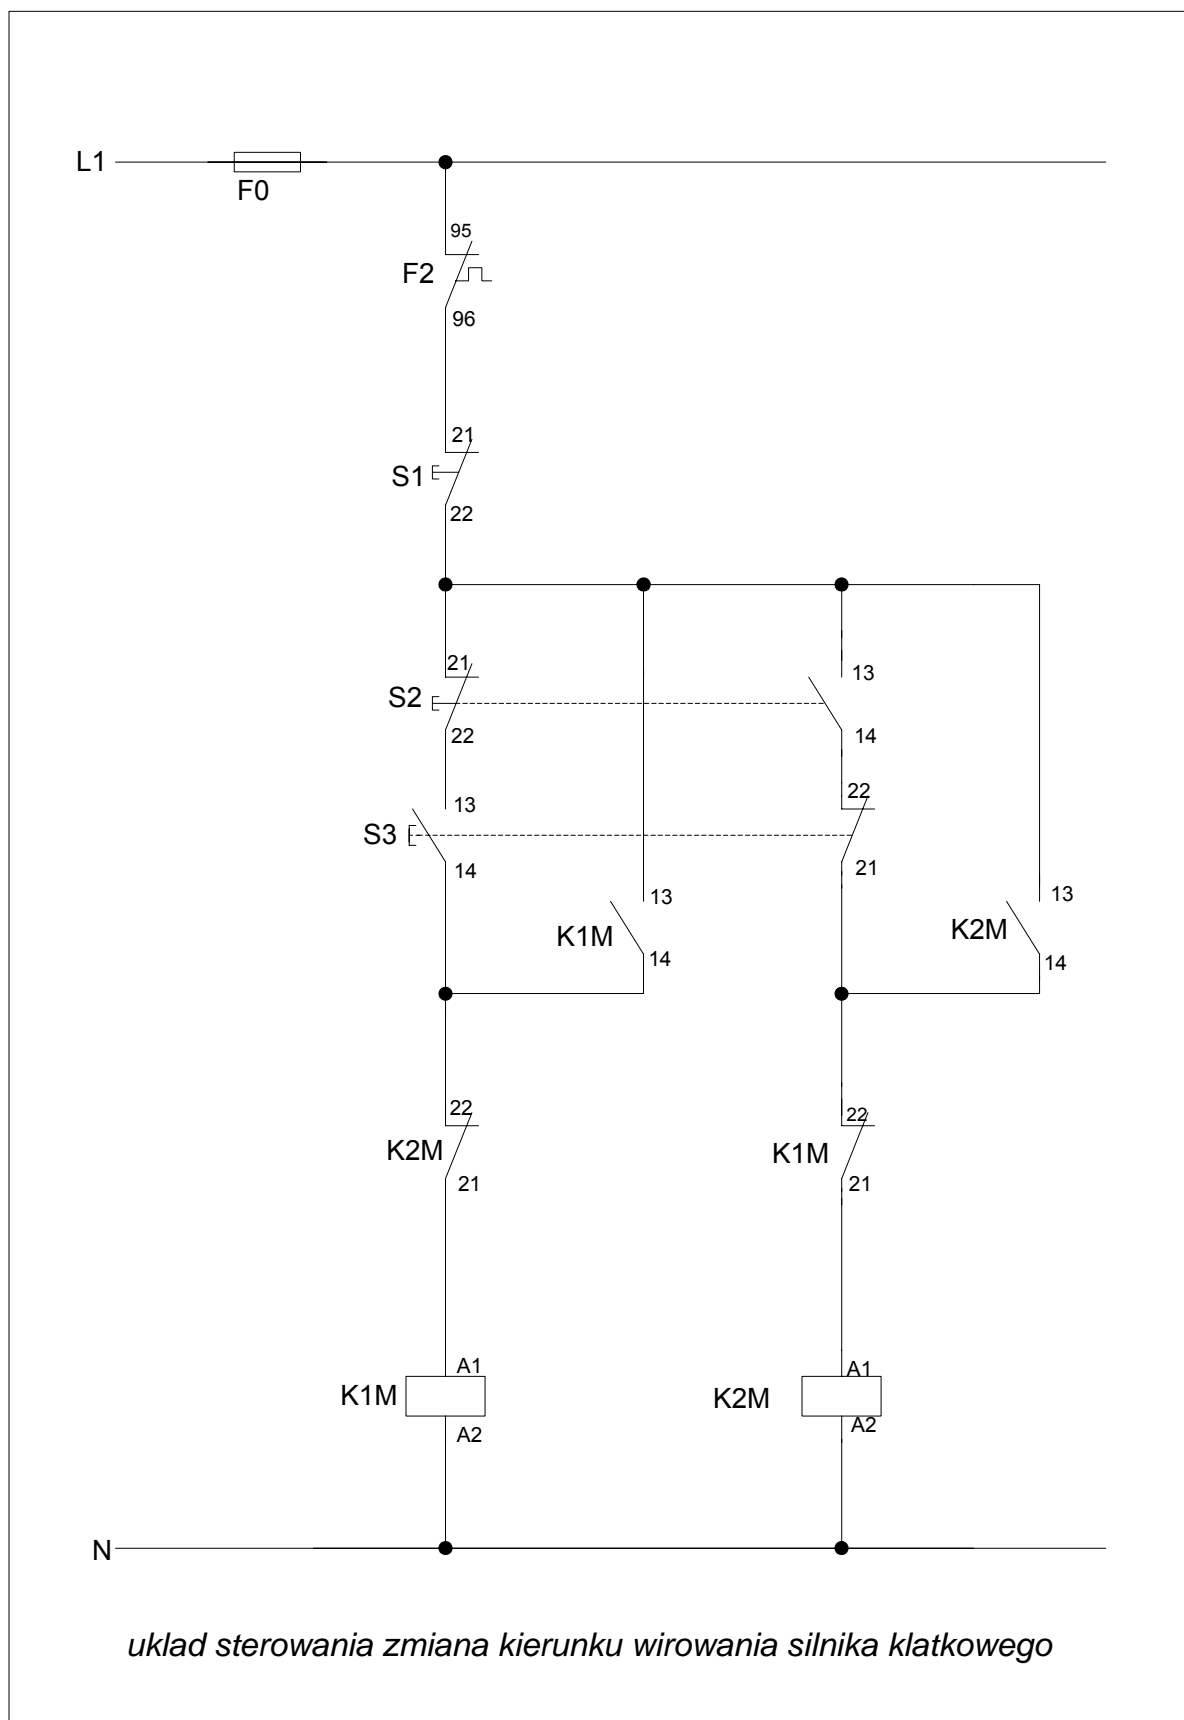 L1
F0
95
F2
96
21
S1
22
21
13
S2
22
14
13
22
S3
14
21
13
13
K1M
K2M
14
14
22
22
K2M
K1M
21
21
A1
A1
K1M
K2M
A2
A2
N
uklad sterowania zmiana kierunku wirowania silnika klatkowego